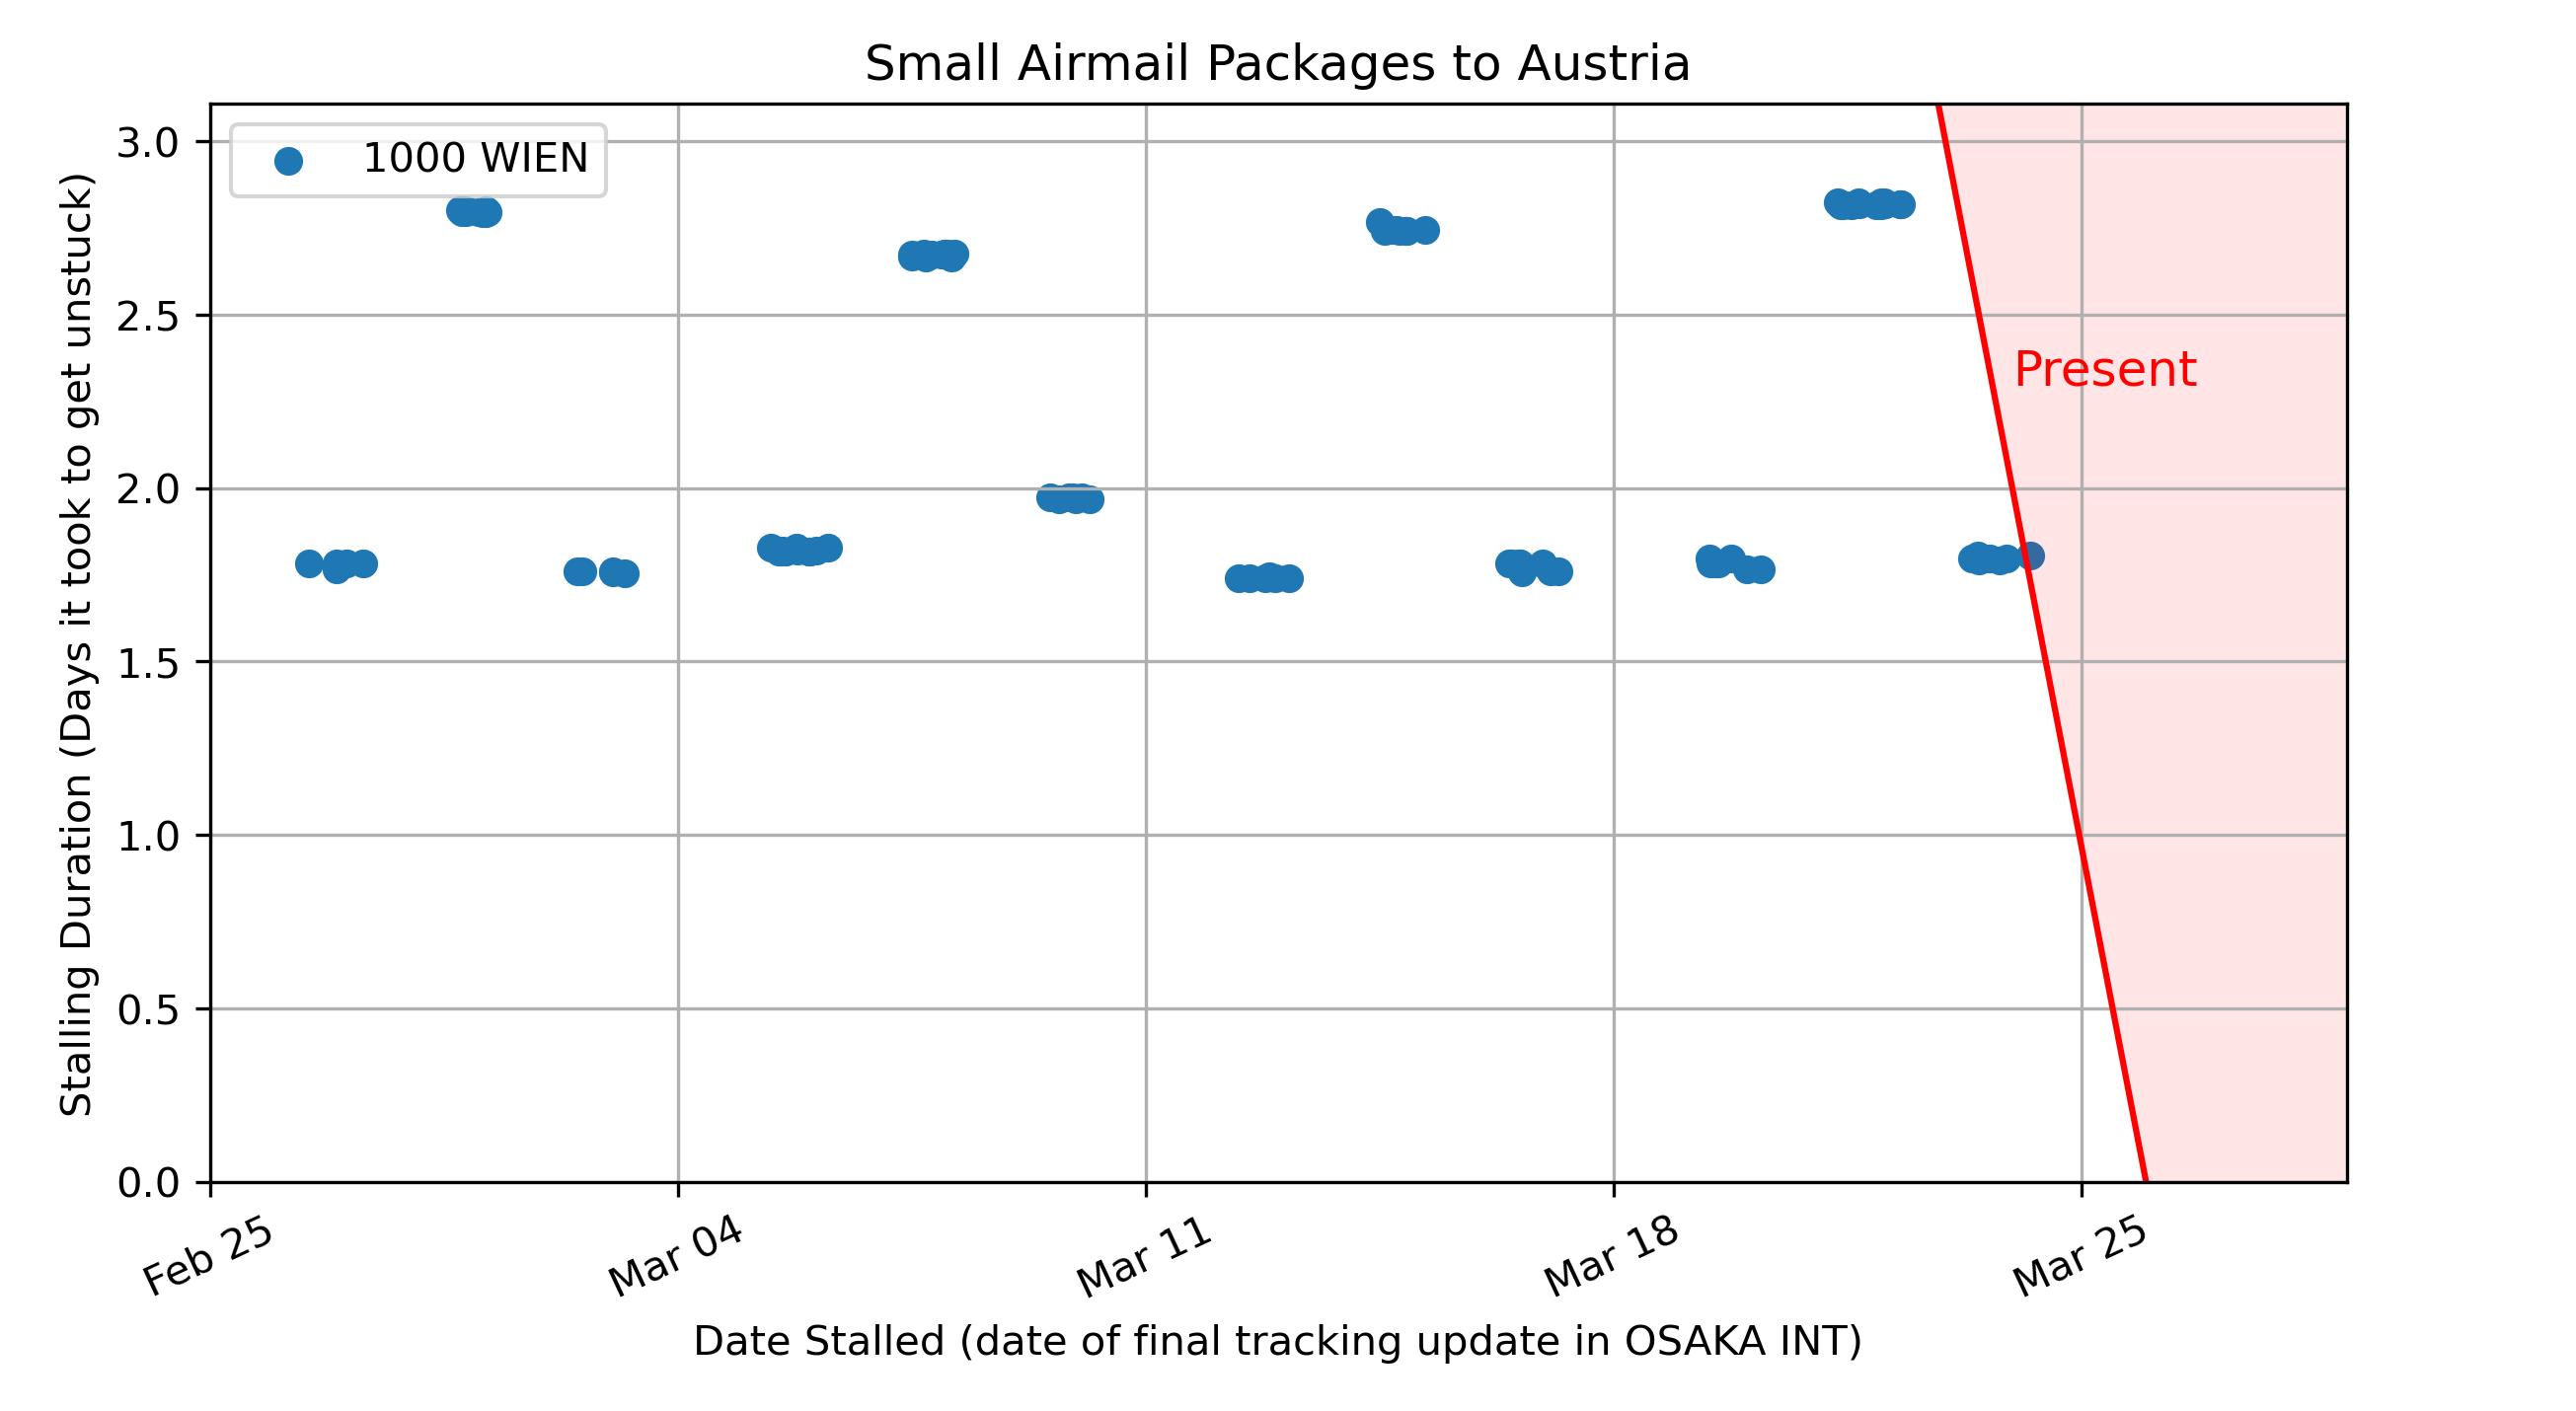 Small Airmail Packages to Austria
1000 WIEN
Stalling Duration (Days it took to get unstuck)
3.0
2.5
2.0
1.5
1.0
0.5
0.0
Present
Feb 25
Mar 04
Mar 11
Mar 18
Mar 25
Date Stalled (date of final tracking update in OSAKA INT)